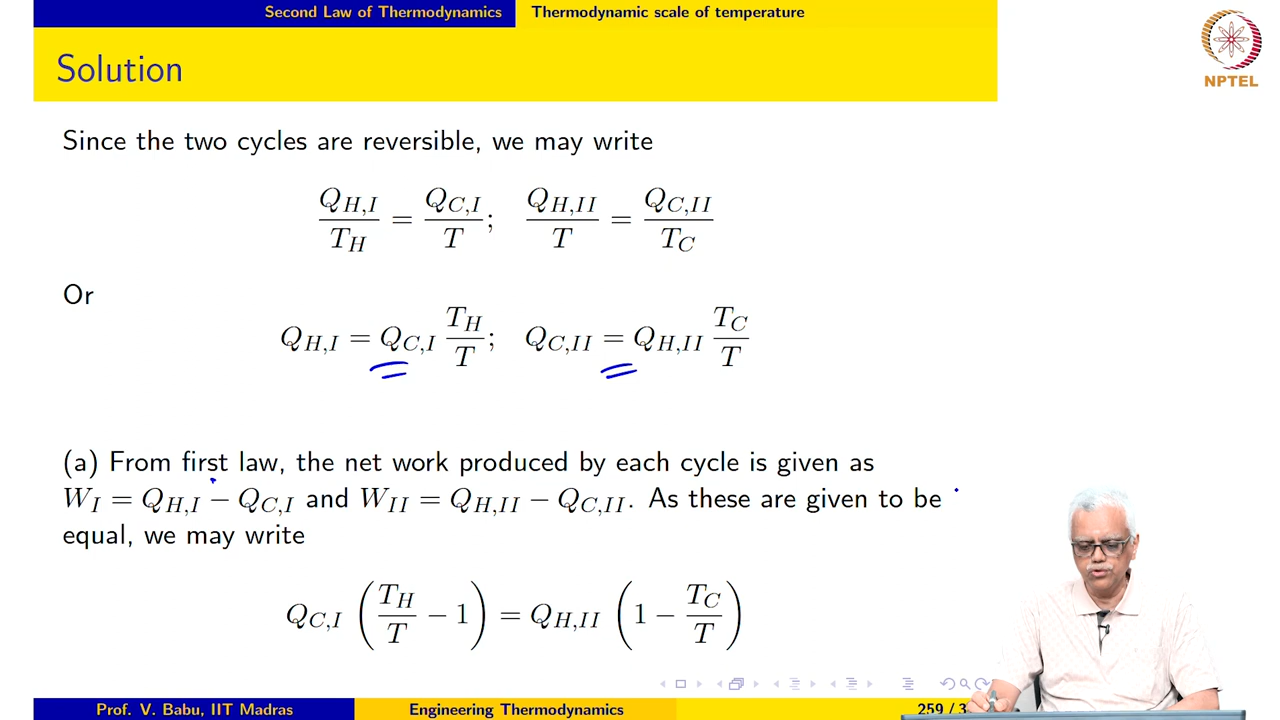 Second Law of Thermodynamics Thermodynamic scale of temperature
NPTEL
Solution
Since the two cycles are reversible, we may write
Q_{H,I}/T_H = Q_{C,I}/T; Q_{H,II}/T = Q_{C,II}/T_C
Or
Q_{H,I} = Q_{C,I} T_H/T; Q_{C,II} = Q_{H,II} T_C/T
(a) From first law, the net work produced by each cycle is given as
W_I = Q_{H,I} − Q_{C,I} and W_{II} = Q_{H,II} − Q_{C,II}. As these are given to be
equal, we may write
Q_{C,I} (T_H/T − 1) = Q_{H,II} (1 − T_C/T)
Prof. V. Babu, IIT Madras Engineering Thermodynamics 259 / 3